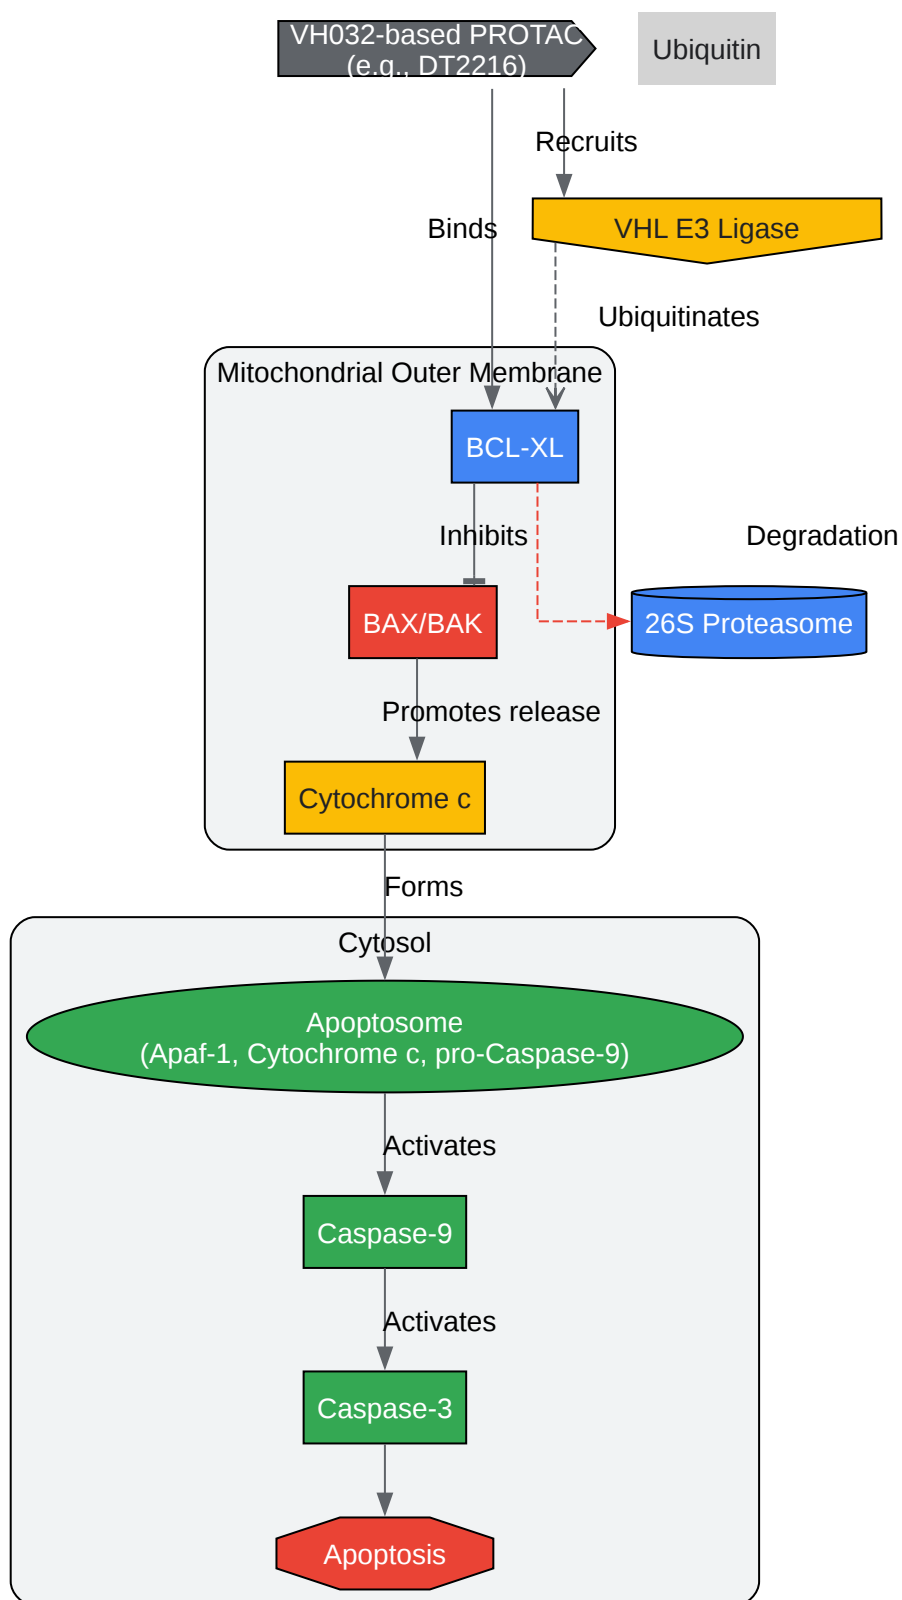 VH032-based PROTAC
(e.g., DT2216)
Ubiquitin
Recruits
Binds
VHL E3 Ligase
Ubiquitinates
Mitochondrial Outer Membrane
BCL-XL
Inhibits
Degradation
BAX/BAK
26S Proteasome
Promotes release
Cytochrome c
Forms
Cytosol
Apoptosome
(Apaf-1, Cytochrome c, pro-Caspase-9)
Activates
Caspase-9
Activates
Caspase-3
Apoptosis